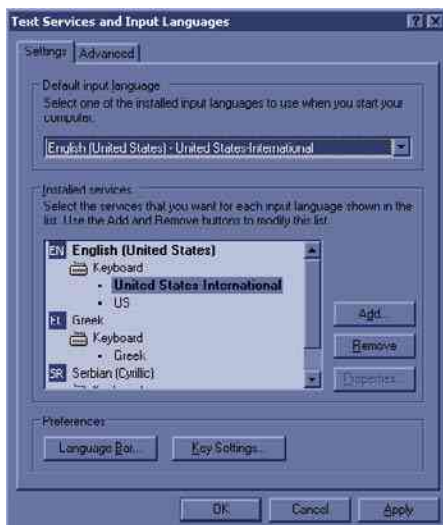 Text Services and Input Languages
Settings
Advanced
Default input language
Select one of the installed input languages to use when you start your
computer.
English (United States) - United States-International
Installed services
Select the services that you want for each input language shown in the
list. Use the Add and Remove buttons to modify this list.
EN English (United States)
Keyboard
• United States-International
• US
EL Greek
Keyboard
• Greek
SR Serbian (Cyrillic)
Add...
Remove
Properties...
Preferences
Language Bar...
Key Settings...
OK
Cancel
Apply